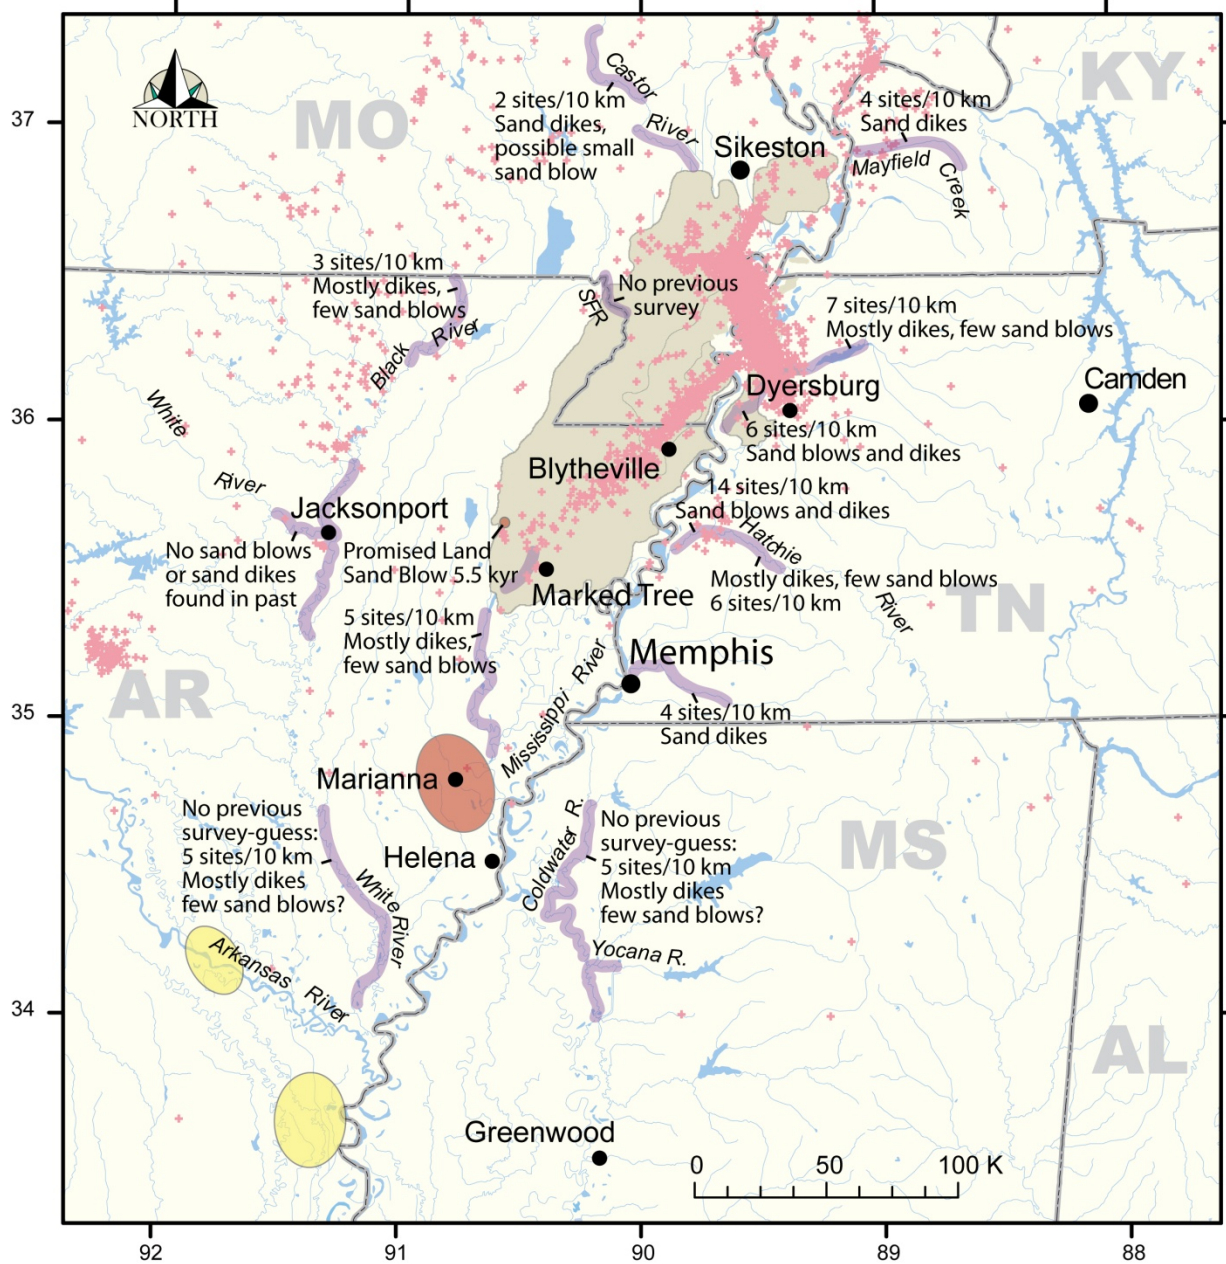 NORTH
MO
KY
37
Castor
River
2 sites/10 km
Sand dikes,
possible small
sand blow
Sikeston
4 sites/10 km
Sand dikes
Mayfield
Creek
3 sites/10 km
Mostly dikes,
few sand blows
Black
River
SFR
No previous
survey
7 sites/10 km
Mostly dikes, few sand blows
36
White
River
Dyersburg
Camden
6 sites/10 km
Sand blows and dikes
Blytheville
14 sites/10 km
Sand blows and dikes
Jacksonport
No sand blows
or sand dikes
found in past
Promised Land
Sand Blow 5.5 kyr
Marked Tree
Hatchie
River
Mostly dikes, few sand blows
6 sites/10 km
TN
5 sites/10 km
Mostly dikes,
few sand blows
AR
Mississippi River
Memphis
35
4 sites/10 km
Sand dikes
Marianna
No previous
survey-guess:
5 sites/10 km
Mostly dikes
few sand blows?
Helena
White River
Coldwater R.
No previous
survey-guess:
5 sites/10 km
Mostly dikes
few sand blows?
MS
Yocana R.
Arkansas River
34
AL
Greenwood
0 50 100 K
92 91 90 89 88